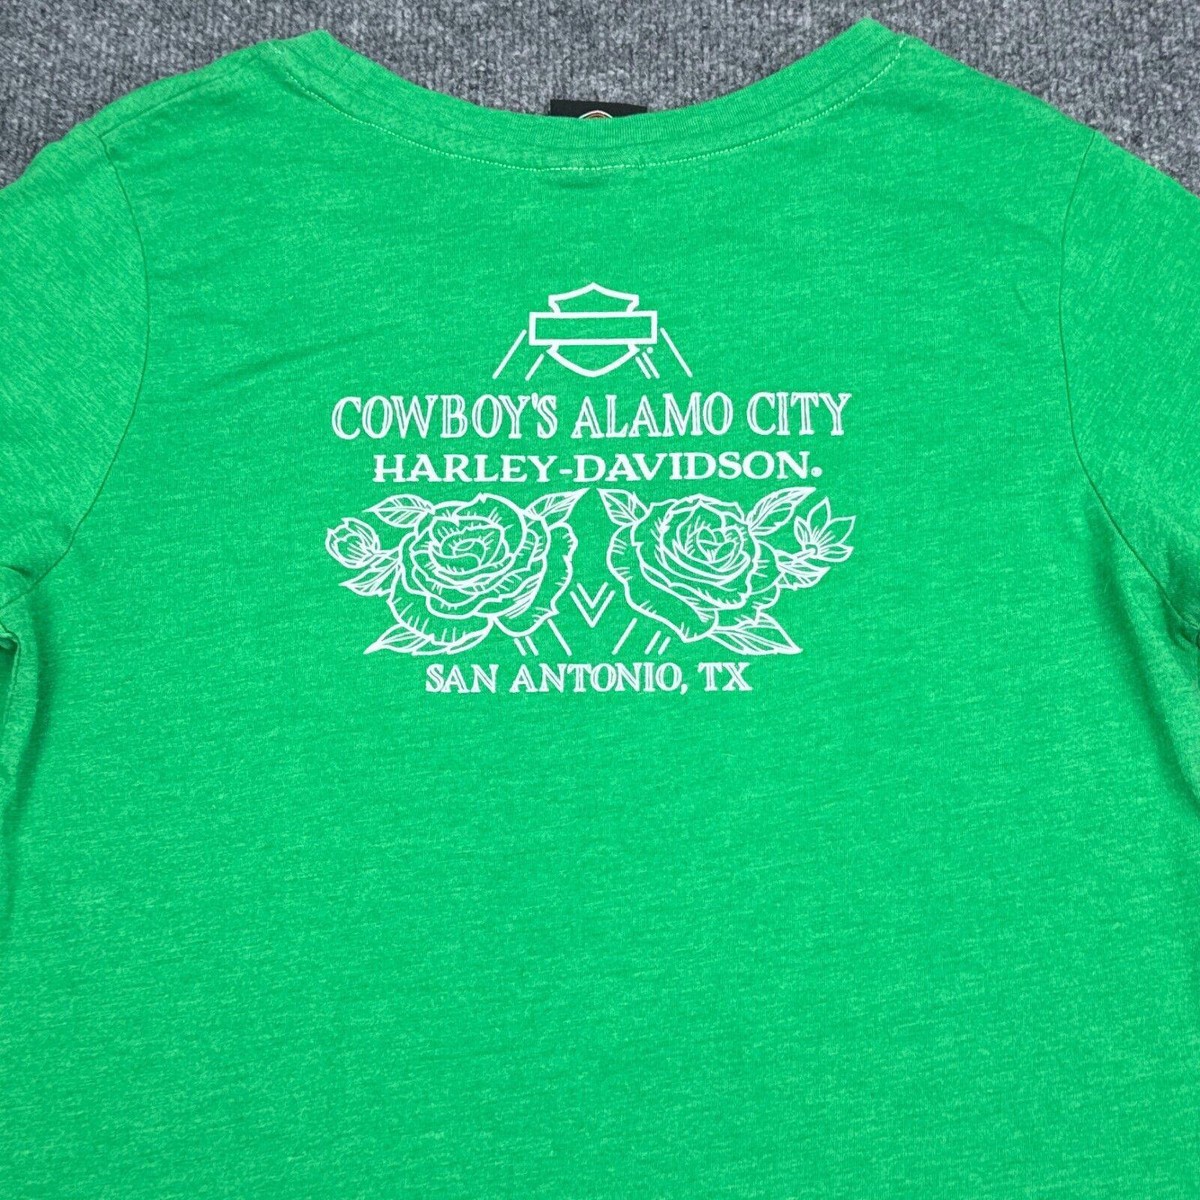 COWBOY'S ALAMO CITY
HARLEY-DAVIDSON®
SAN ANTONIO, TX